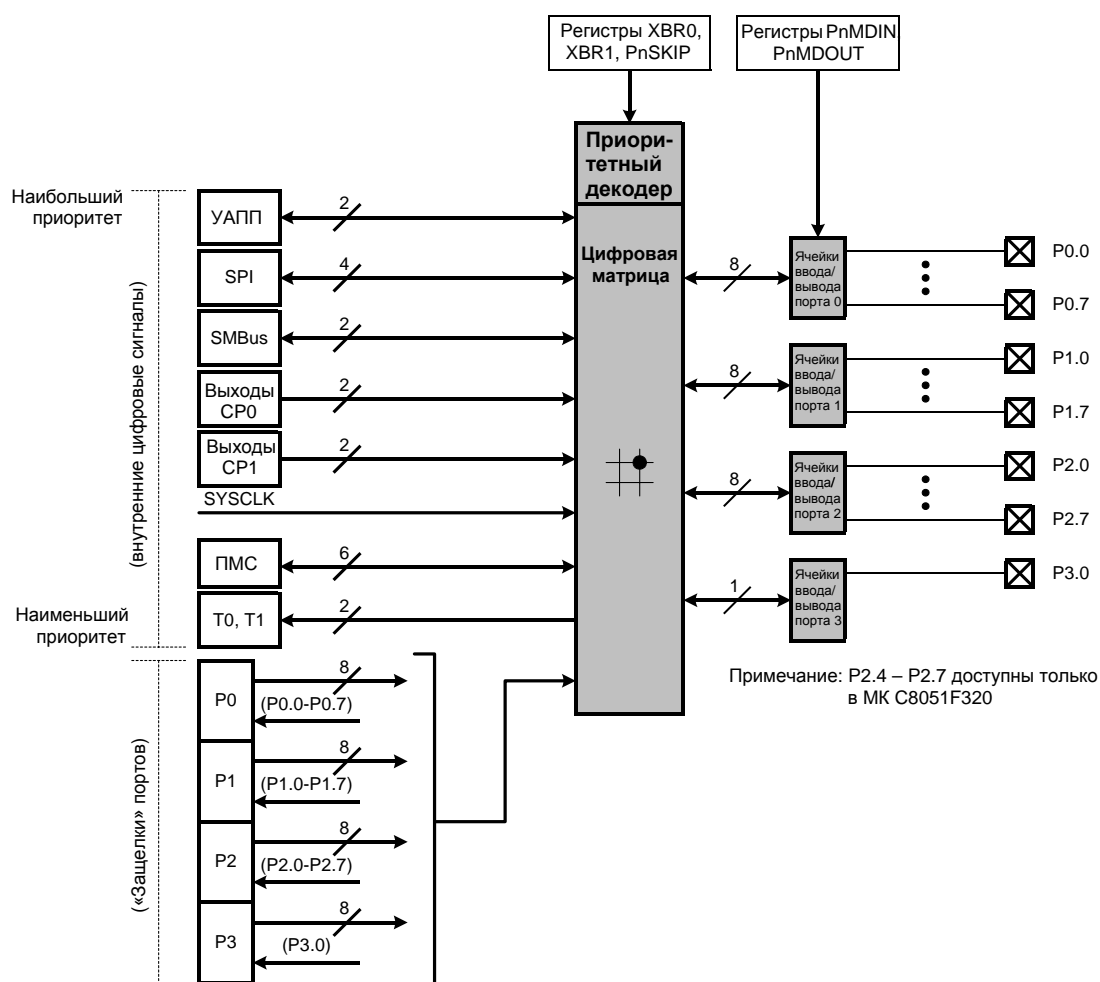 Регистры XBR0,
XBR1, PnSKIP
Регистры PnMDIN,
PnMDOUT
Приори-
тетный
декодер
Цифровая
матрица
Наибольший
приоритет
(внутренние цифровые сигналы)
Наименьший
приоритет
УАПП
2
SPI
4
SMBus
2
Выходы
CP0
2
Выходы
CP1
2
SYSCLK
ПМС
6
T0, T1
2
(«Защелки» портов)
P0
8
(P0.0-P0.7)
P1
8
(P1.0-P1.7)
P2
8
(P2.0-P2.7)
P3
8
(P3.0)
8
Ячейки
ввода/
вывода
порта 0
P0.0
P0.7
8
Ячейки
ввода/
вывода
порта 1
P1.0
P1.7
8
Ячейки
ввода/
вывода
порта 2
P2.0
P2.7
1
Ячейки
ввода/
вывода
порта 3
P3.0
Примечание: P2.4 – P2.7 доступны только
в МК C8051F320